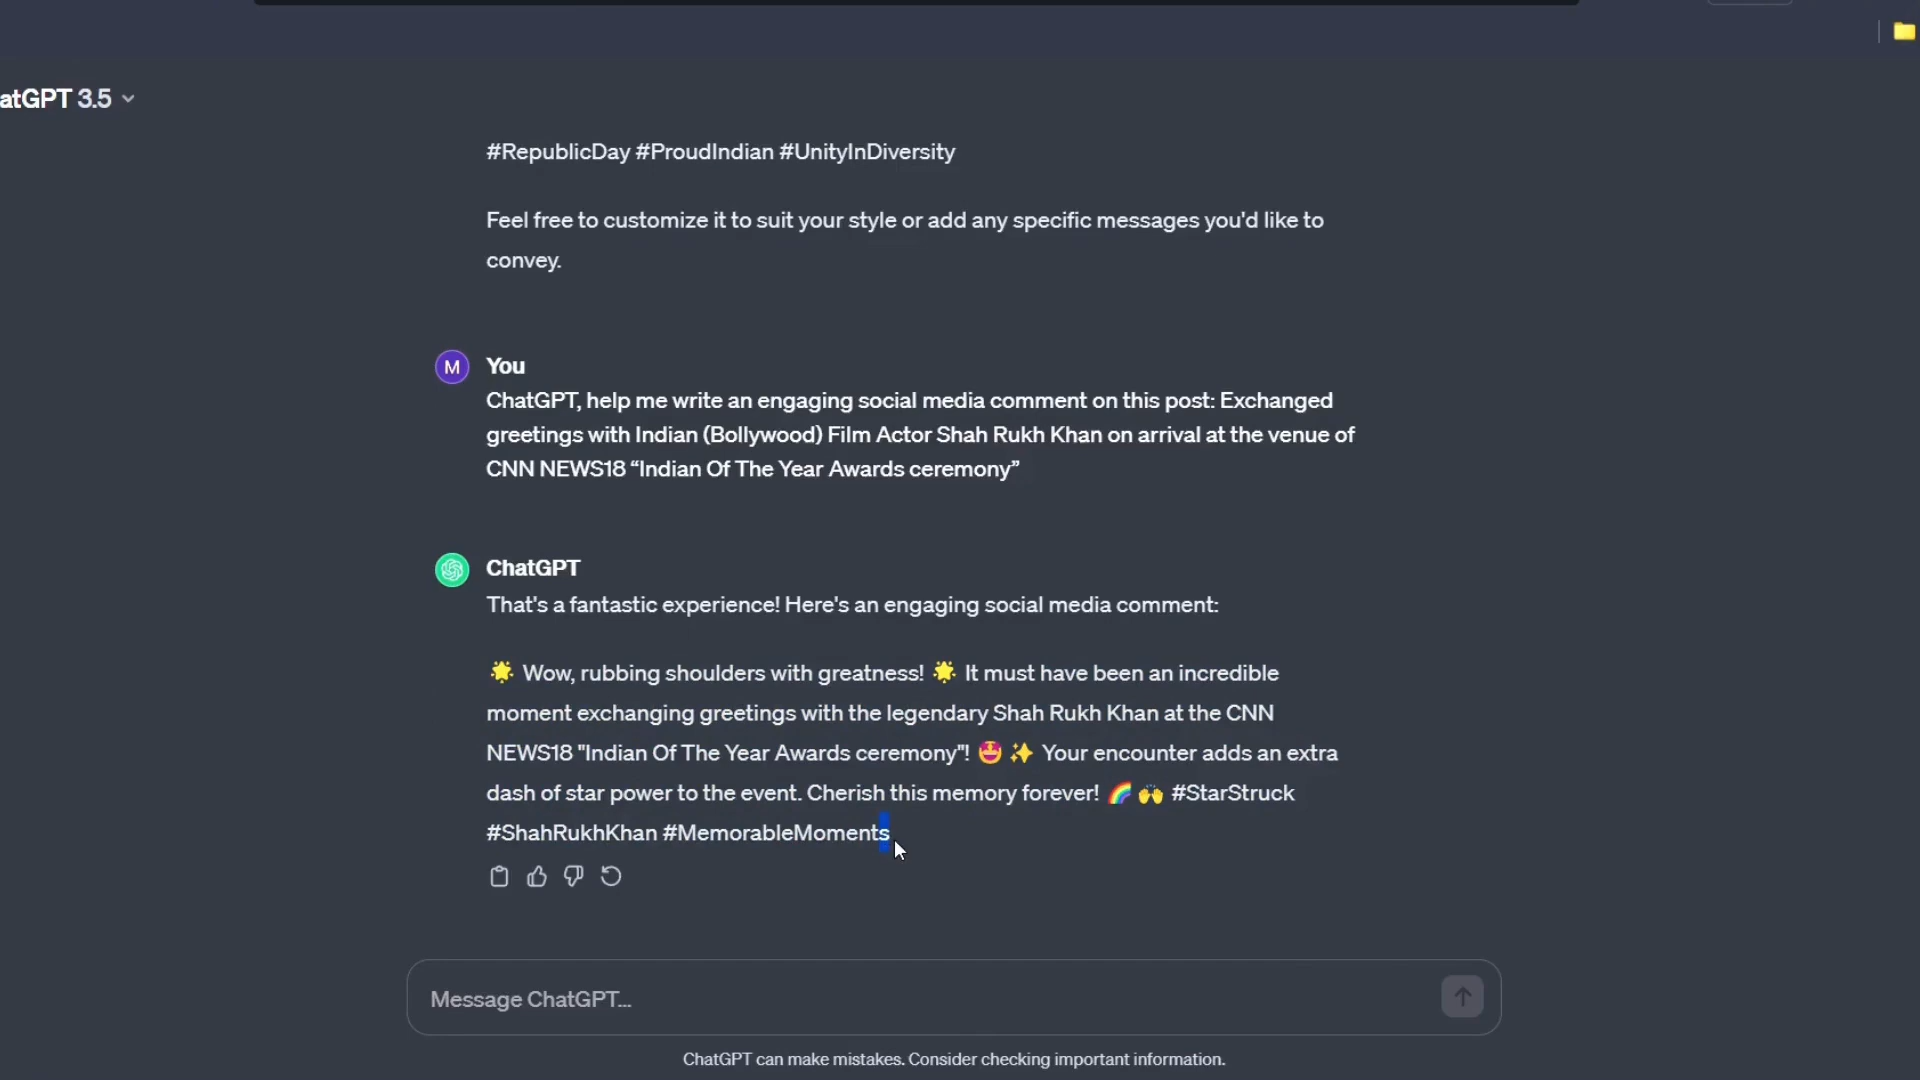 atGPT 3.5
#RepublicDay #ProudIndian #UnityInDiversity
Feel free to customize it to suit your style or add any specific messages you'd like to
convey.
M You
ChatGPT, help me write an engaging social media comment on this post: Exchanged
greetings with Indian (Bollywood) Film Actor Shah Rukh Khan on arrival at the venue of
CNN NEWS18 “Indian Of The Year Awards ceremony”
ChatGPT
That's a fantastic experience! Here's an engaging social media comment:
🌟 Wow, rubbing shoulders with greatness! 🌟 It must have been an incredible
moment exchanging greetings with the legendary Shah Rukh Khan at the CNN
NEWS18 "Indian Of The Year Awards ceremony"! 🤩 ✨ Your encounter adds an extra
dash of star power to the event. Cherish this memory forever! 🌈 🙌 #StarStruck
#ShahRukhKhan #MemorableMoments
Message ChatGPT...
ChatGPT can make mistakes. Consider checking important information.